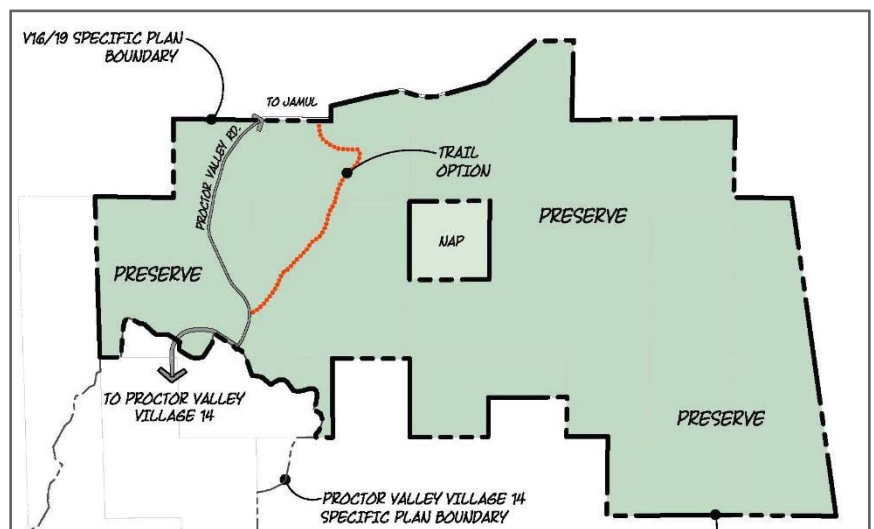 V16/19 SPECIFIC PLAN
BOUNDARY
TO JAMUL
PROCTOR VALLEY RD.
TRAIL
OPTION
NAP
PRESERVE
PRESERVE
TO PROCTOR VALLEY
VILLAGE 14
PRESERVE
PROCTOR VALLEY VILLAGE 14
SPECIFIC PLAN BOUNDARY